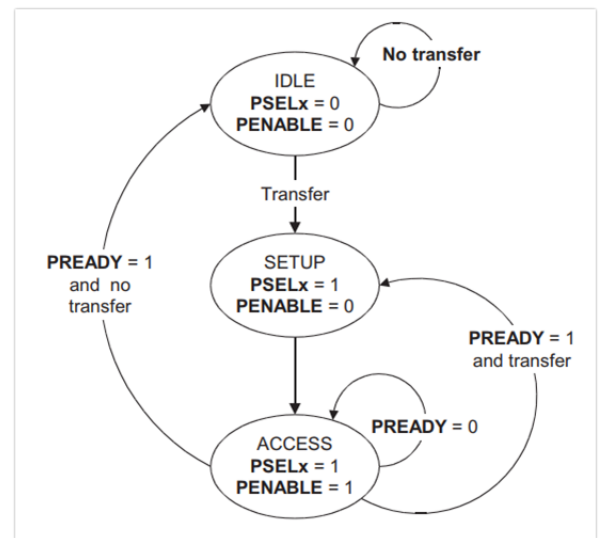 No transfer
IDLE
PSELx = 0
PENABLE = 0
Transfer
PREADY = 1
and no
transfer
SETUP
PSELx = 1
PENABLE = 0
PREADY = 1
and transfer
PREADY = 0
ACCESS
PSELx = 1
PENABLE = 1